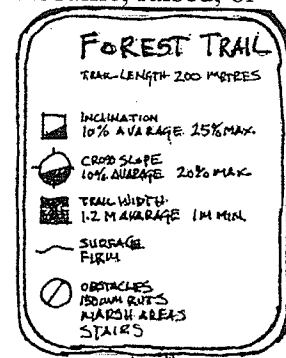 FOREST TRAIL
TRAIL LENGTH 200 METRES
INCLINATION
10% AVARAGE 25% MAX.
CROSS SLOPE
10% AVARAGE 20% MAX.
TRAIL WIDTH
1.2 M AVARAGE 1M MIN.
SURFACE
FIRM
OBSTACLES
150MM RUTS
MARSH AREAS
STAIRS